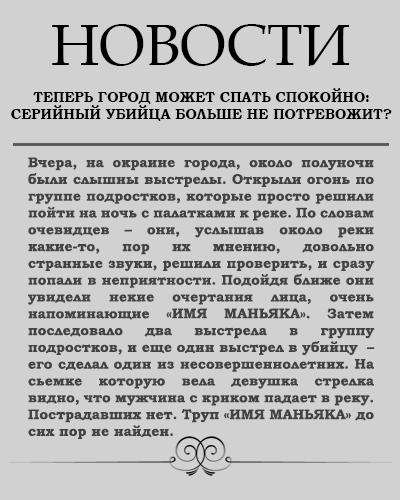 НОВОСТИ
ТЕПЕРЬ ГОРОД МОЖЕТ СПАТЬ СПОКОЙНО:
СЕРИЙНЫЙ УБИЙЦА БОЛЬШЕ НЕ ПОТРЕВОЖИТ?
Вчера, на окраине города, около полуночи
были слышны выстрелы. Открыли огонь по
группе подростков, которые просто решили
пойти на ночь с палатками к реке. По словам
очевидцев – они, услышав около реки
какие-то, пор их мнению, довольно
странные звуки, решили проверить, и сразу
попали в неприятности. Подойдя ближе они
увидели некие очертания лица, очень
напоминающие «ИМЯ МАНЬЯКА». Затем
последовало два выстрела в группу
подростков, и еще один выстрел в убийцу –
его сделал один из несовершеннолетних. На
сьемке которую вела девушка стрелка
видно, что мужчина с криком падает в реку.
Пострадавших нет. Труп «ИМЯ МАНЬЯКА» до
сих пор не найден.